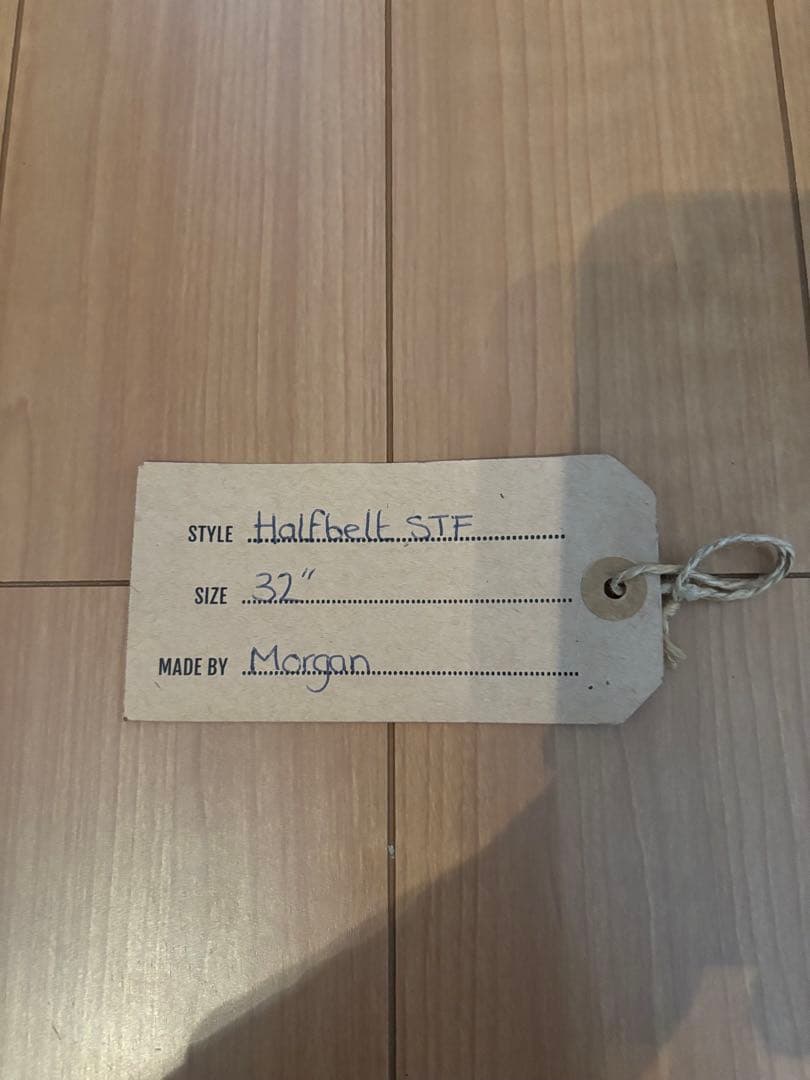 STYLE Halfbelt STF
SIZE 32"
MADE BY Morgan